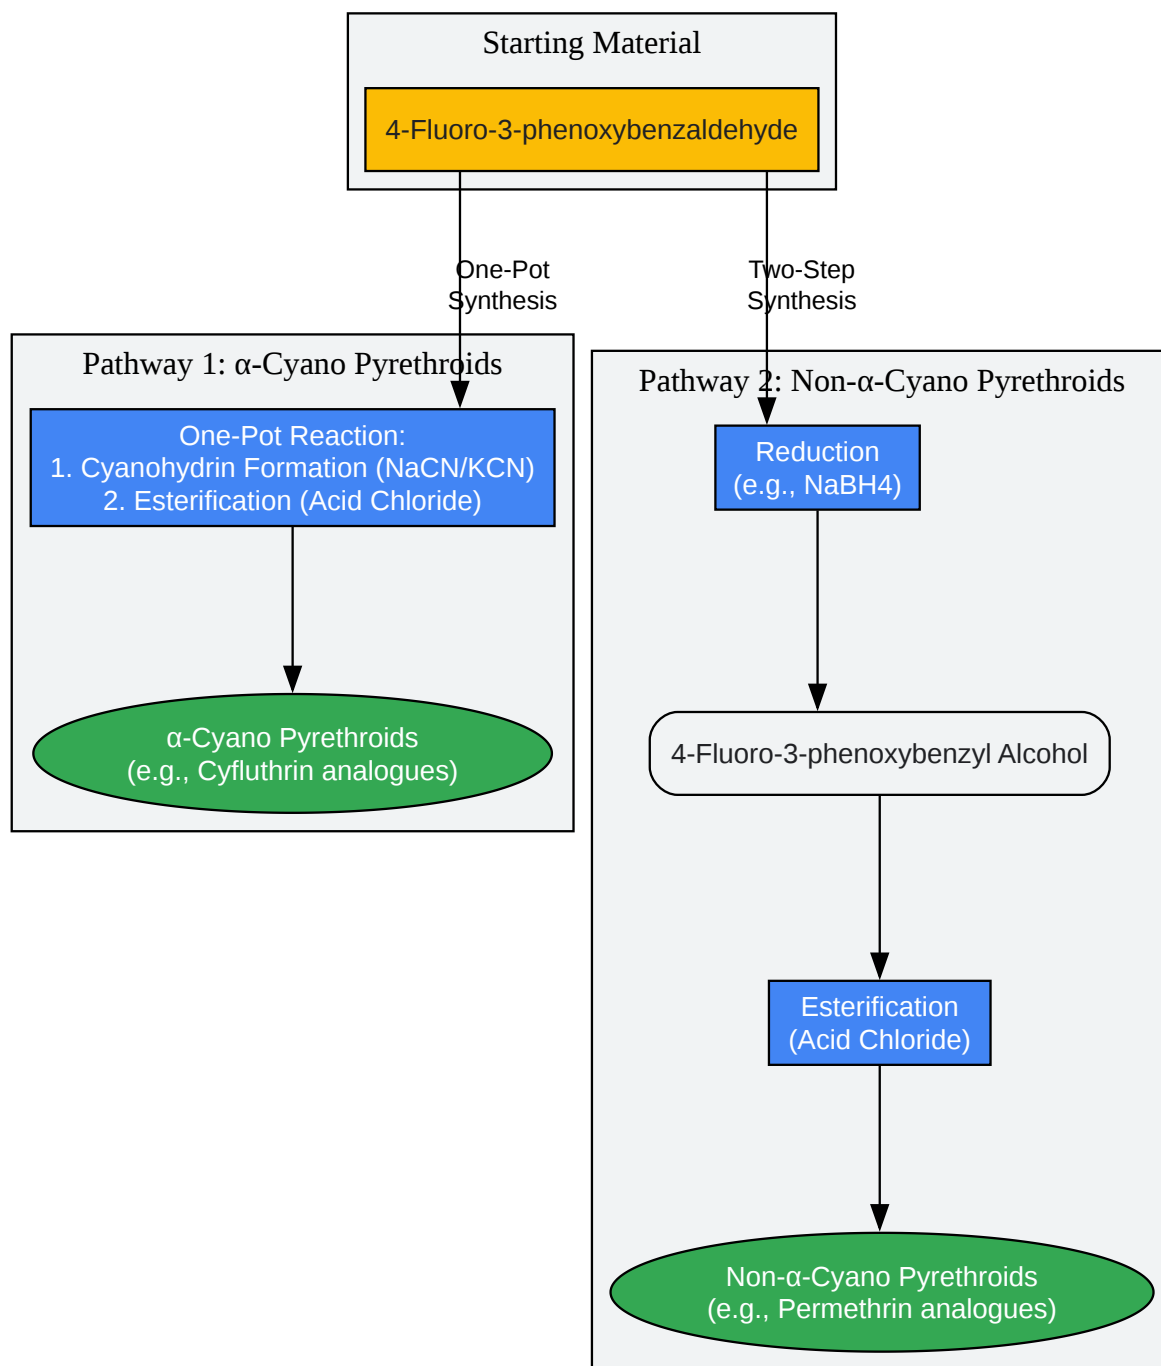 Starting Material
4-Fluoro-3-phenoxybenzaldehyde
One-Pot
Synthesis
Two-Step
Synthesis
Pathway 1: α-Cyano Pyrethroids
One-Pot Reaction:
1. Cyanohydrin Formation (NaCN/KCN)
2. Esterification (Acid Chloride)
α-Cyano Pyrethroids
(e.g., Cyfluthrin analogues)
Pathway 2: Non-α-Cyano Pyrethroids
Reduction
(e.g., NaBH4)
4-Fluoro-3-phenoxybenzyl Alcohol
Esterification
(Acid Chloride)
Non-α-Cyano Pyrethroids
(e.g., Permethrin analogues)